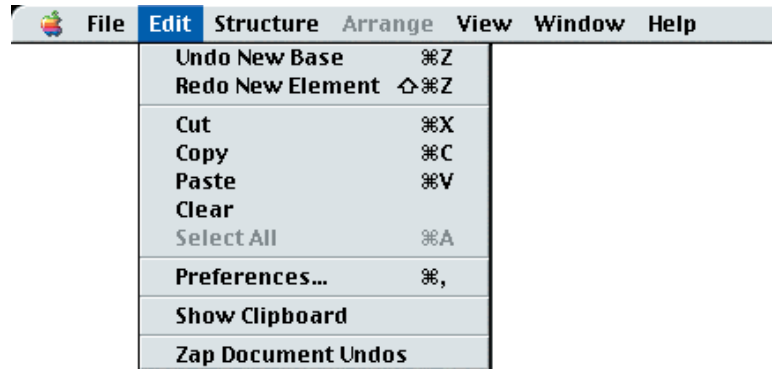 File Edit Structure Arrange View Window Help
Undo New Base ⌘Z
Redo New Element ⇧⌘Z
Cut ⌘X
Copy ⌘C
Paste ⌘V
Clear
Select All ⌘A
Preferences... ⌘,
Show Clipboard
Zap Document Undos